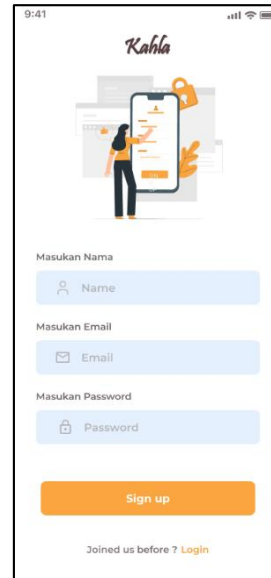 9:41
Kahla
Masukan Nama
Name
Masukan Email
Email
Masukan Password
Password
Sign up
Joined us before ? Login